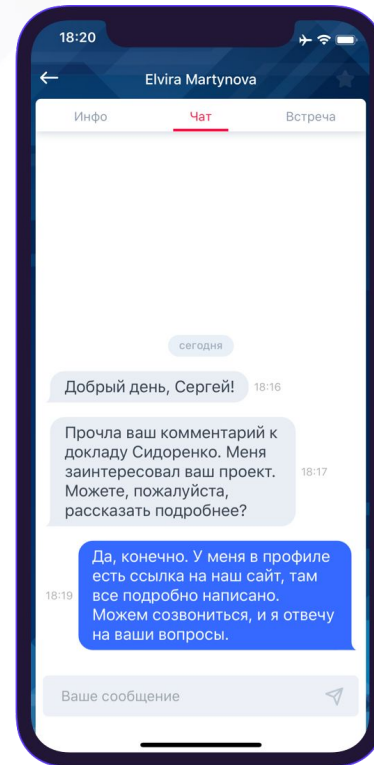 18:20
Elvira Martynova
Инфо Чат Встреча
сегодня
Добрый день, Сергей! 18:16
Прочла ваш комментарий к
докладу Сидоренко. Меня
заинтересовал ваш проект.
Можете, пожалуйста,
рассказать подробнее?
18:17
Да, конечно. У меня в профиле
есть ссылка на наш сайт, там
все подробно написано.
Можем созвониться, и я отвечу
на ваши вопросы.
18:19
Ваше сообщение